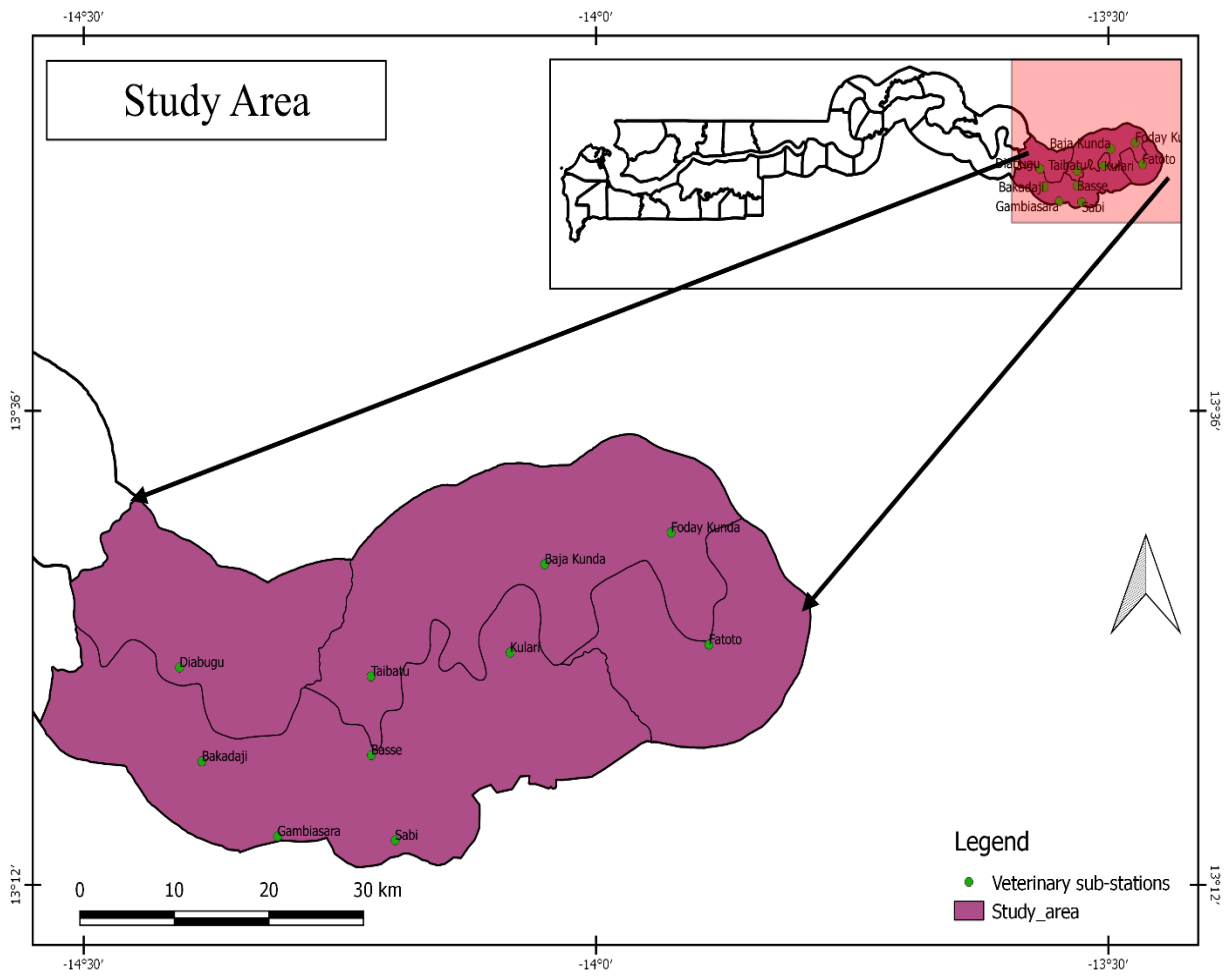 -14°30′ -14°0′ -13°30′
Study Area
Foday Ku
Baja Kunda
Fatoto
Diabugu Taibatu Kulari
Bakadaji Basse
Gambiasara Sabi
13°36′ 13°36′
Foday Kunda
Baja Kunda
Fatoto
Kulari
Diabugu
Taibatu
Basse
Bakadaji
Gambiasara
Sabi
Legend
Veterinary sub-stations
Study_area
0 10 20 30 km
13°12′ 13°12′
-14°30′ -14°0′ -13°30′